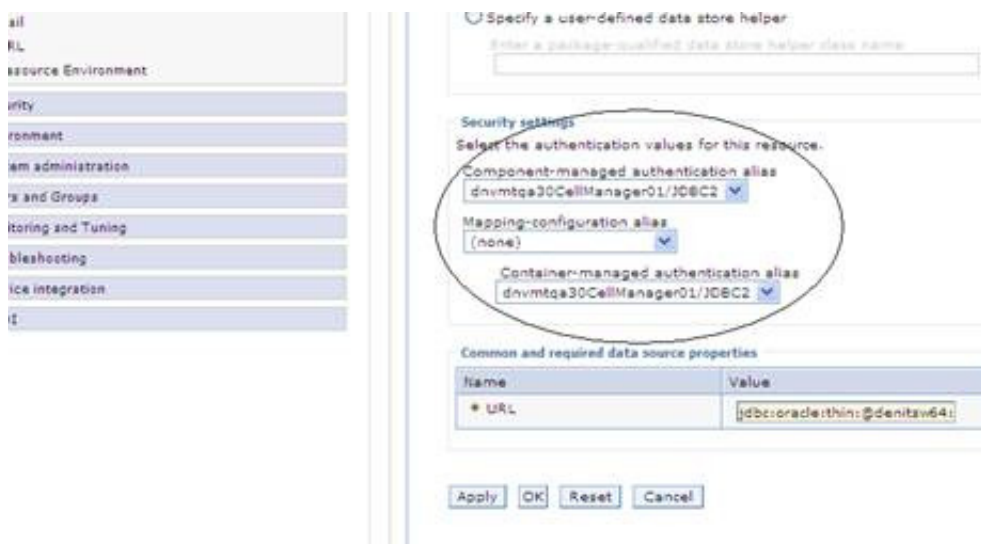 ail
RL
esource Environment
urity
ronment
em administration
rs and Groups
itoring and Tuning
bleshooting
ice integration
I
Specify a user-defined data store helper
Enter a package-qualified data store helper class name
Security settings
Select the authentication values for this resource.
Component-managed authentication alias
dnvmtqa30CellManager01/JDBC2
Mapping-configuration alias
(none)
Container-managed authentication alias
dnvmtqa30CellManager01/JDBC2
Common and required data source properties
Name Value
* URL jdbc:oracle:thin:@denitsw64:
Apply OK Reset Cancel